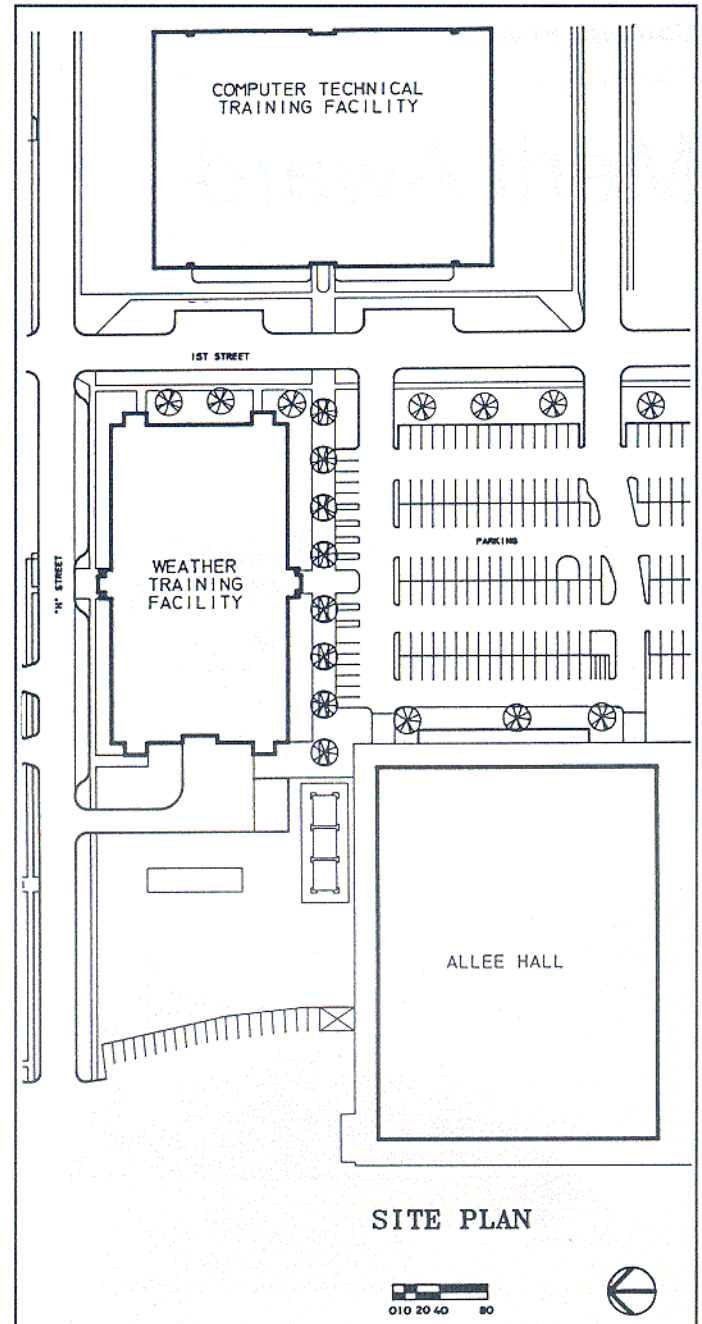 COMPUTER TECHNICAL
TRAINING FACILITY
1ST STREET
"H" STREET
WEATHER
TRAINING
FACILITY
PARKING
ALLEE HALL
SITE PLAN
0 10 20 40 80